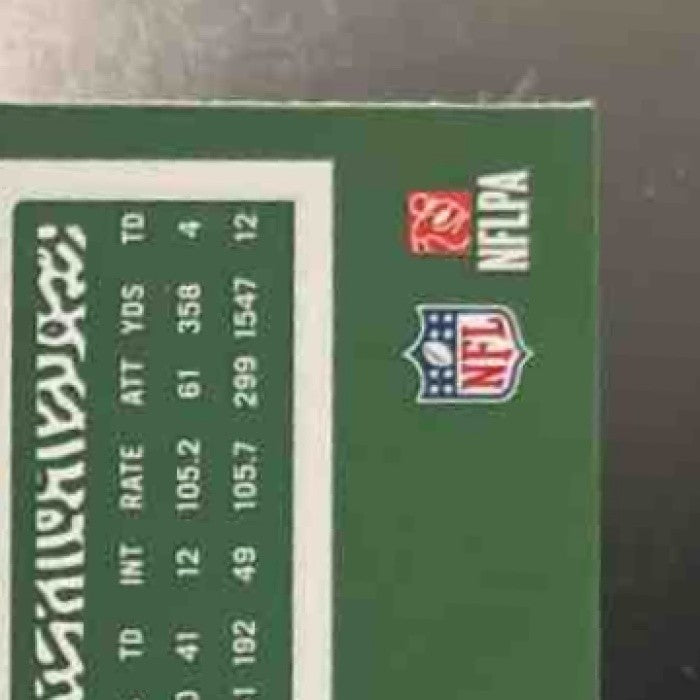 TD INT RATE ATT YDS TD
41 12 105.2 61 358 4
192 49 105.7 299 1547 12
NFL NFLPA